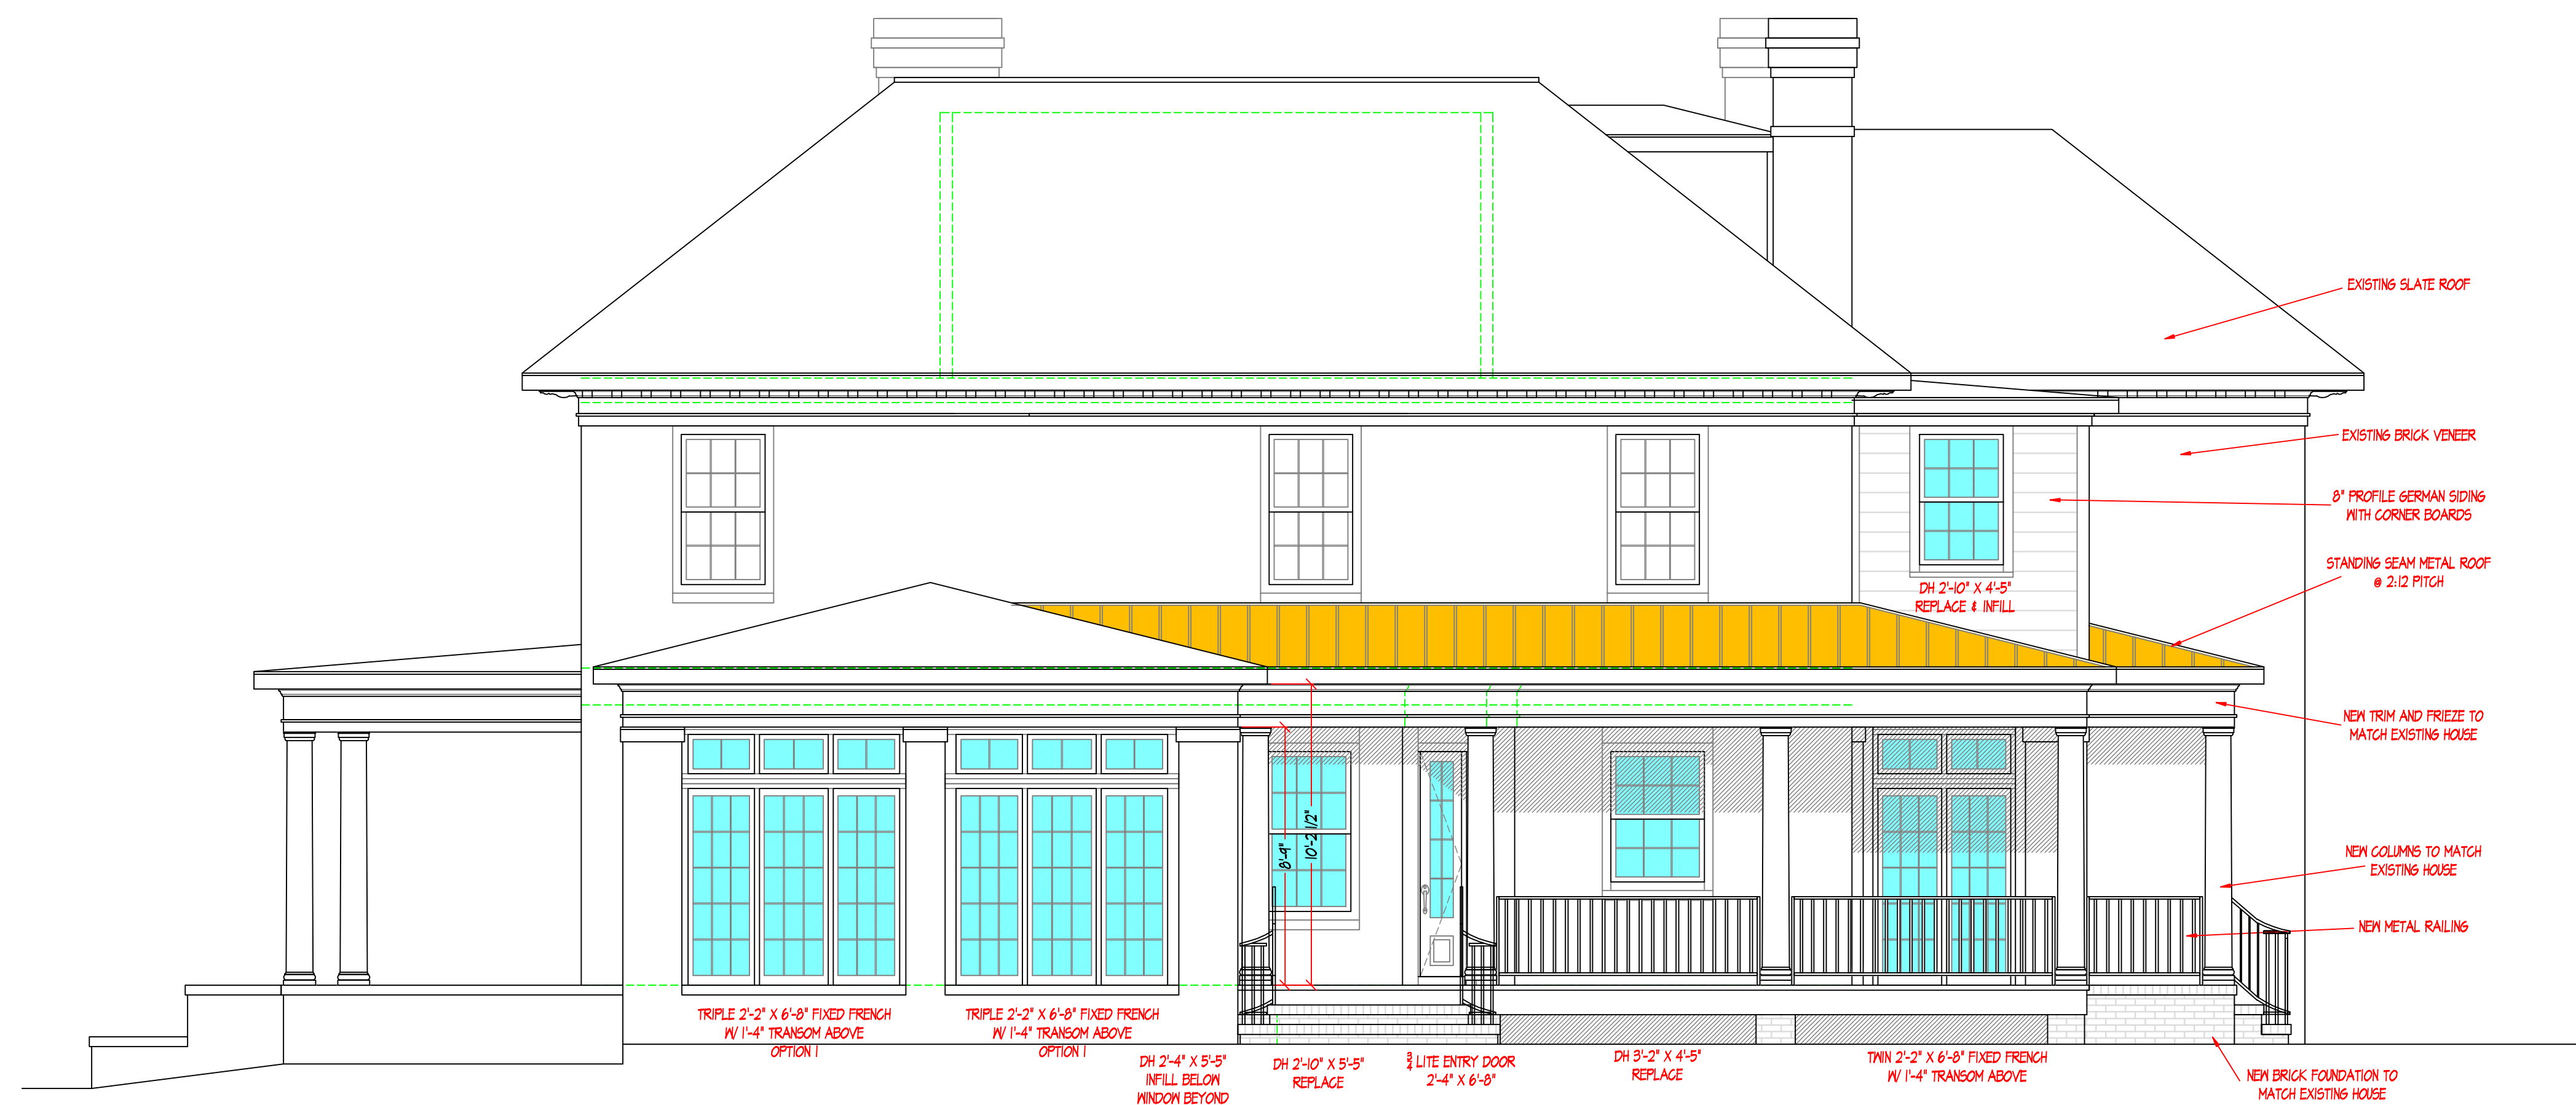 EXISTING SLATE ROOF
EXISTING BRICK VENEER
8" PROFILE GERMAN SIDING
WITH CORNER BOARDS
STANDING SEAM METAL ROOF
@ 2:12 PITCH
DH 2'-10" X 4'-5"
REPLACE & INFILL
NEW TRIM AND FRIEZE TO
MATCH EXISTING HOUSE
8'-9"
10'-2 1/2"
NEW COLUMNS TO MATCH
EXISTING HOUSE
NEW METAL RAILING
TRIPLE 2'-2" X 6'-8" FIXED FRENCH
W/ 1'-4" TRANSOM ABOVE
OPTION 1
TRIPLE 2'-2" X 6'-8" FIXED FRENCH
W/ 1'-4" TRANSOM ABOVE
OPTION 1
DH 2'-4" X 5'-5"
INFILL BELOW
WINDOW BEYOND
DH 2'-10" X 5'-5"
REPLACE
3/4 LITE ENTRY DOOR
2'-4" X 6'-8"
DH 3'-2" X 4'-5"
REPLACE
TWIN 2'-2" X 6'-8" FIXED FRENCH
W/ 1'-4" TRANSOM ABOVE
NEW BRICK FOUNDATION TO
MATCH EXISTING HOUSE